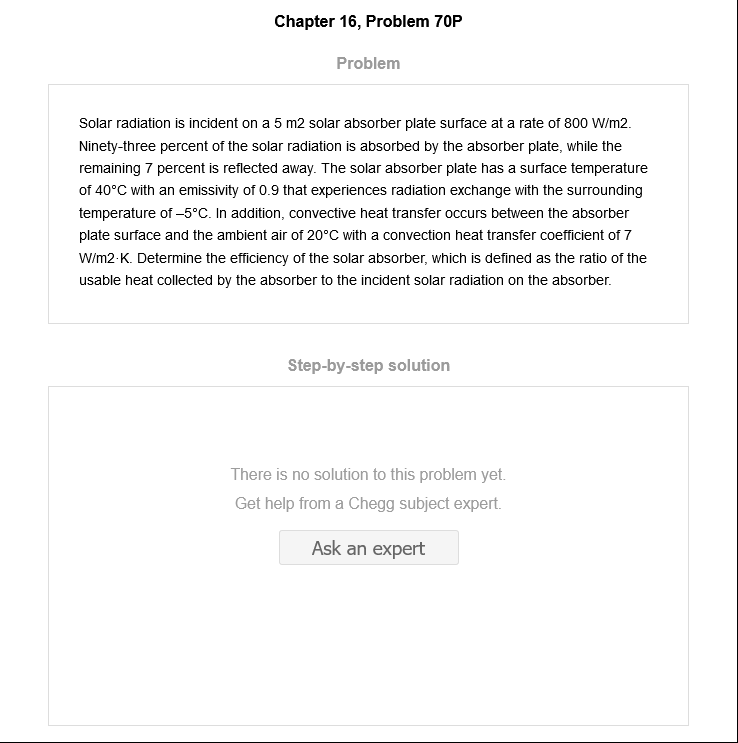 Chapter 16, Problem 70P
Problem
Solar radiation is incident on a 5 m2 solar absorber plate surface at a rate of 800 W/m2.
Ninety-three percent of the solar radiation is absorbed by the absorber plate, while the
remaining 7 percent is reflected away. The solar absorber plate has a surface temperature
of 40°C with an emissivity of 0.9 that experiences radiation exchange with the surrounding
temperature of –5°C. In addition, convective heat transfer occurs between the absorber
plate surface and the ambient air of 20°C with a convection heat transfer coefficient of 7
W/m2·K. Determine the efficiency of the solar absorber, which is defined as the ratio of the
usable heat collected by the absorber to the incident solar radiation on the absorber.
Step-by-step solution
There is no solution to this problem yet.
Get help from a Chegg subject expert.
Ask an expert